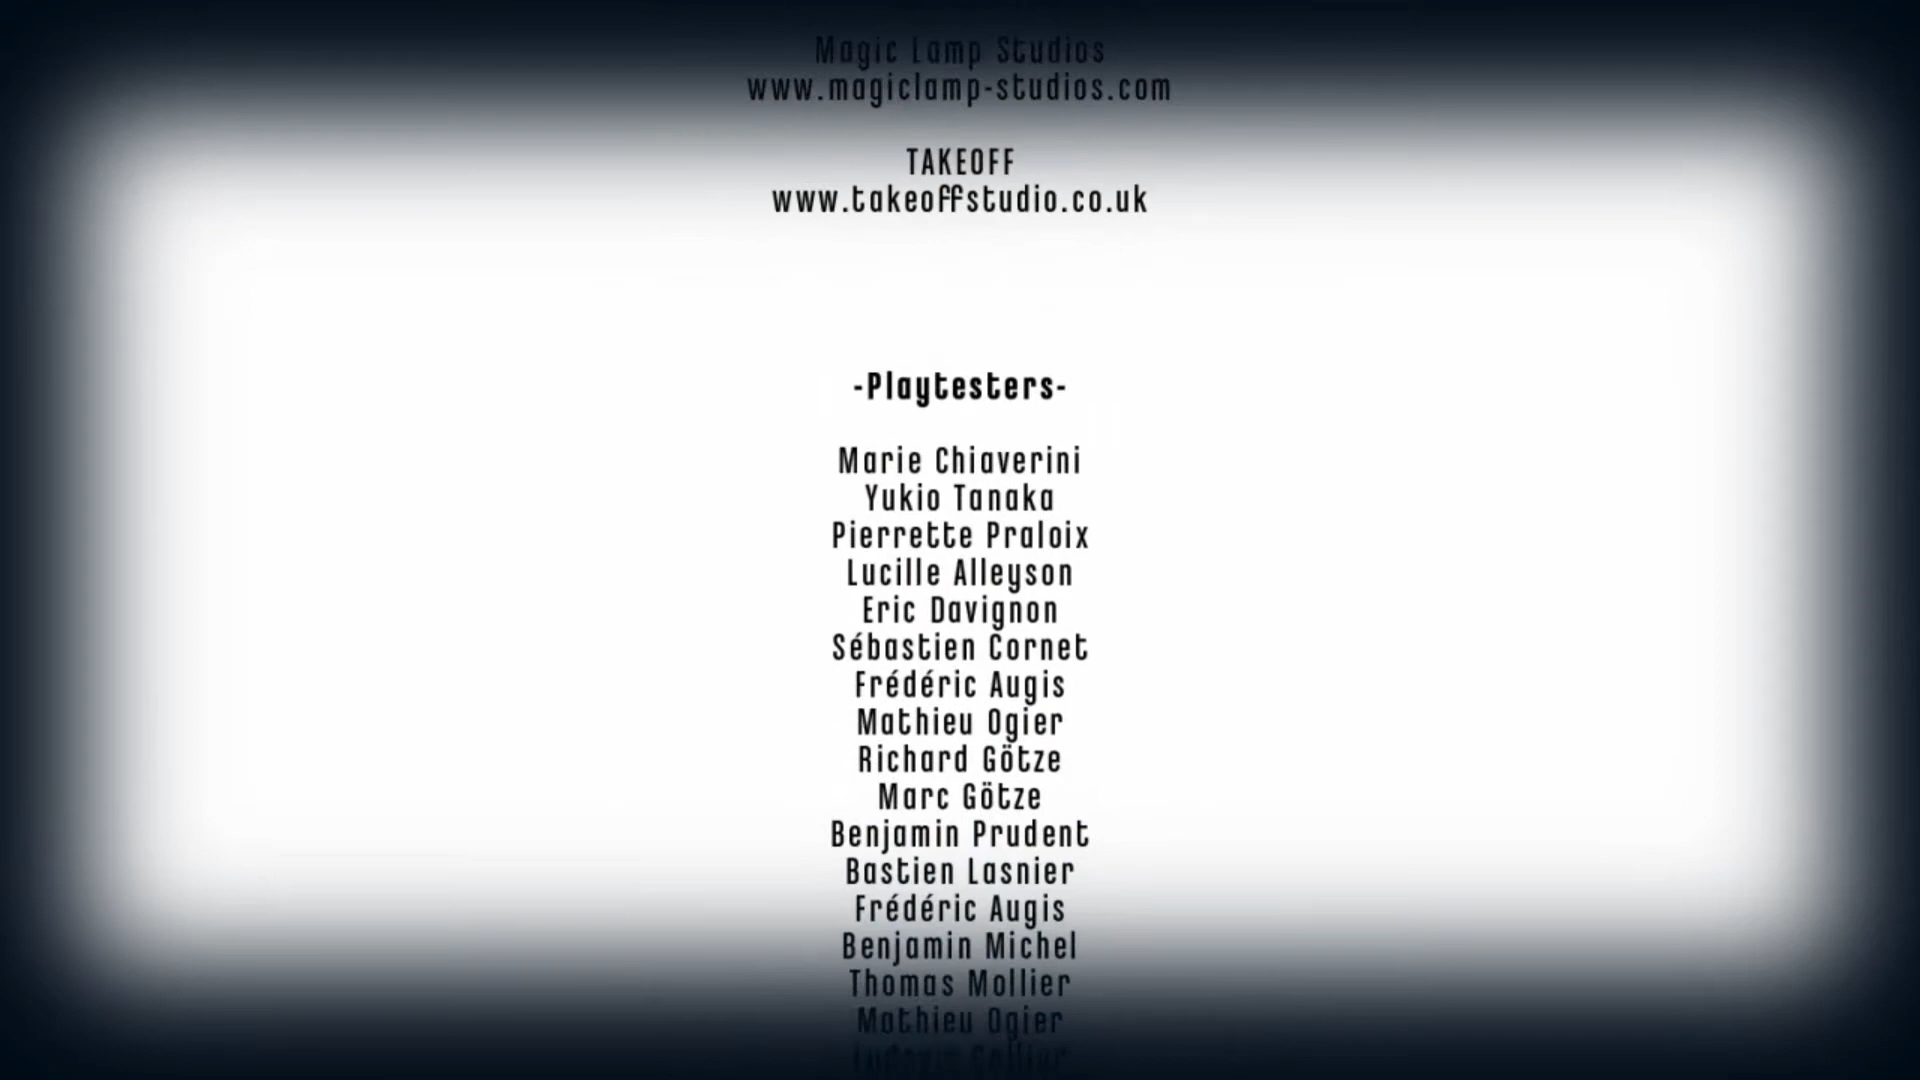 Magic Lamp Studios
www.magiclamp-studios.com
TAKEOFF
www.takeoffstudio.co.uk
-Playtesters-
Marie Chiaverini
Yukio Tanaka
Pierrette Praloix
Lucille Alleyson
Eric Davignon
Sébastien Cornet
Frédéric Augis
Mathieu Ogier
Richard Götze
Marc Götze
Benjamin Prudent
Bastien Lasnier
Frédéric Augis
Benjamin Michel
Thomas Mollier
Mathieu Ogier